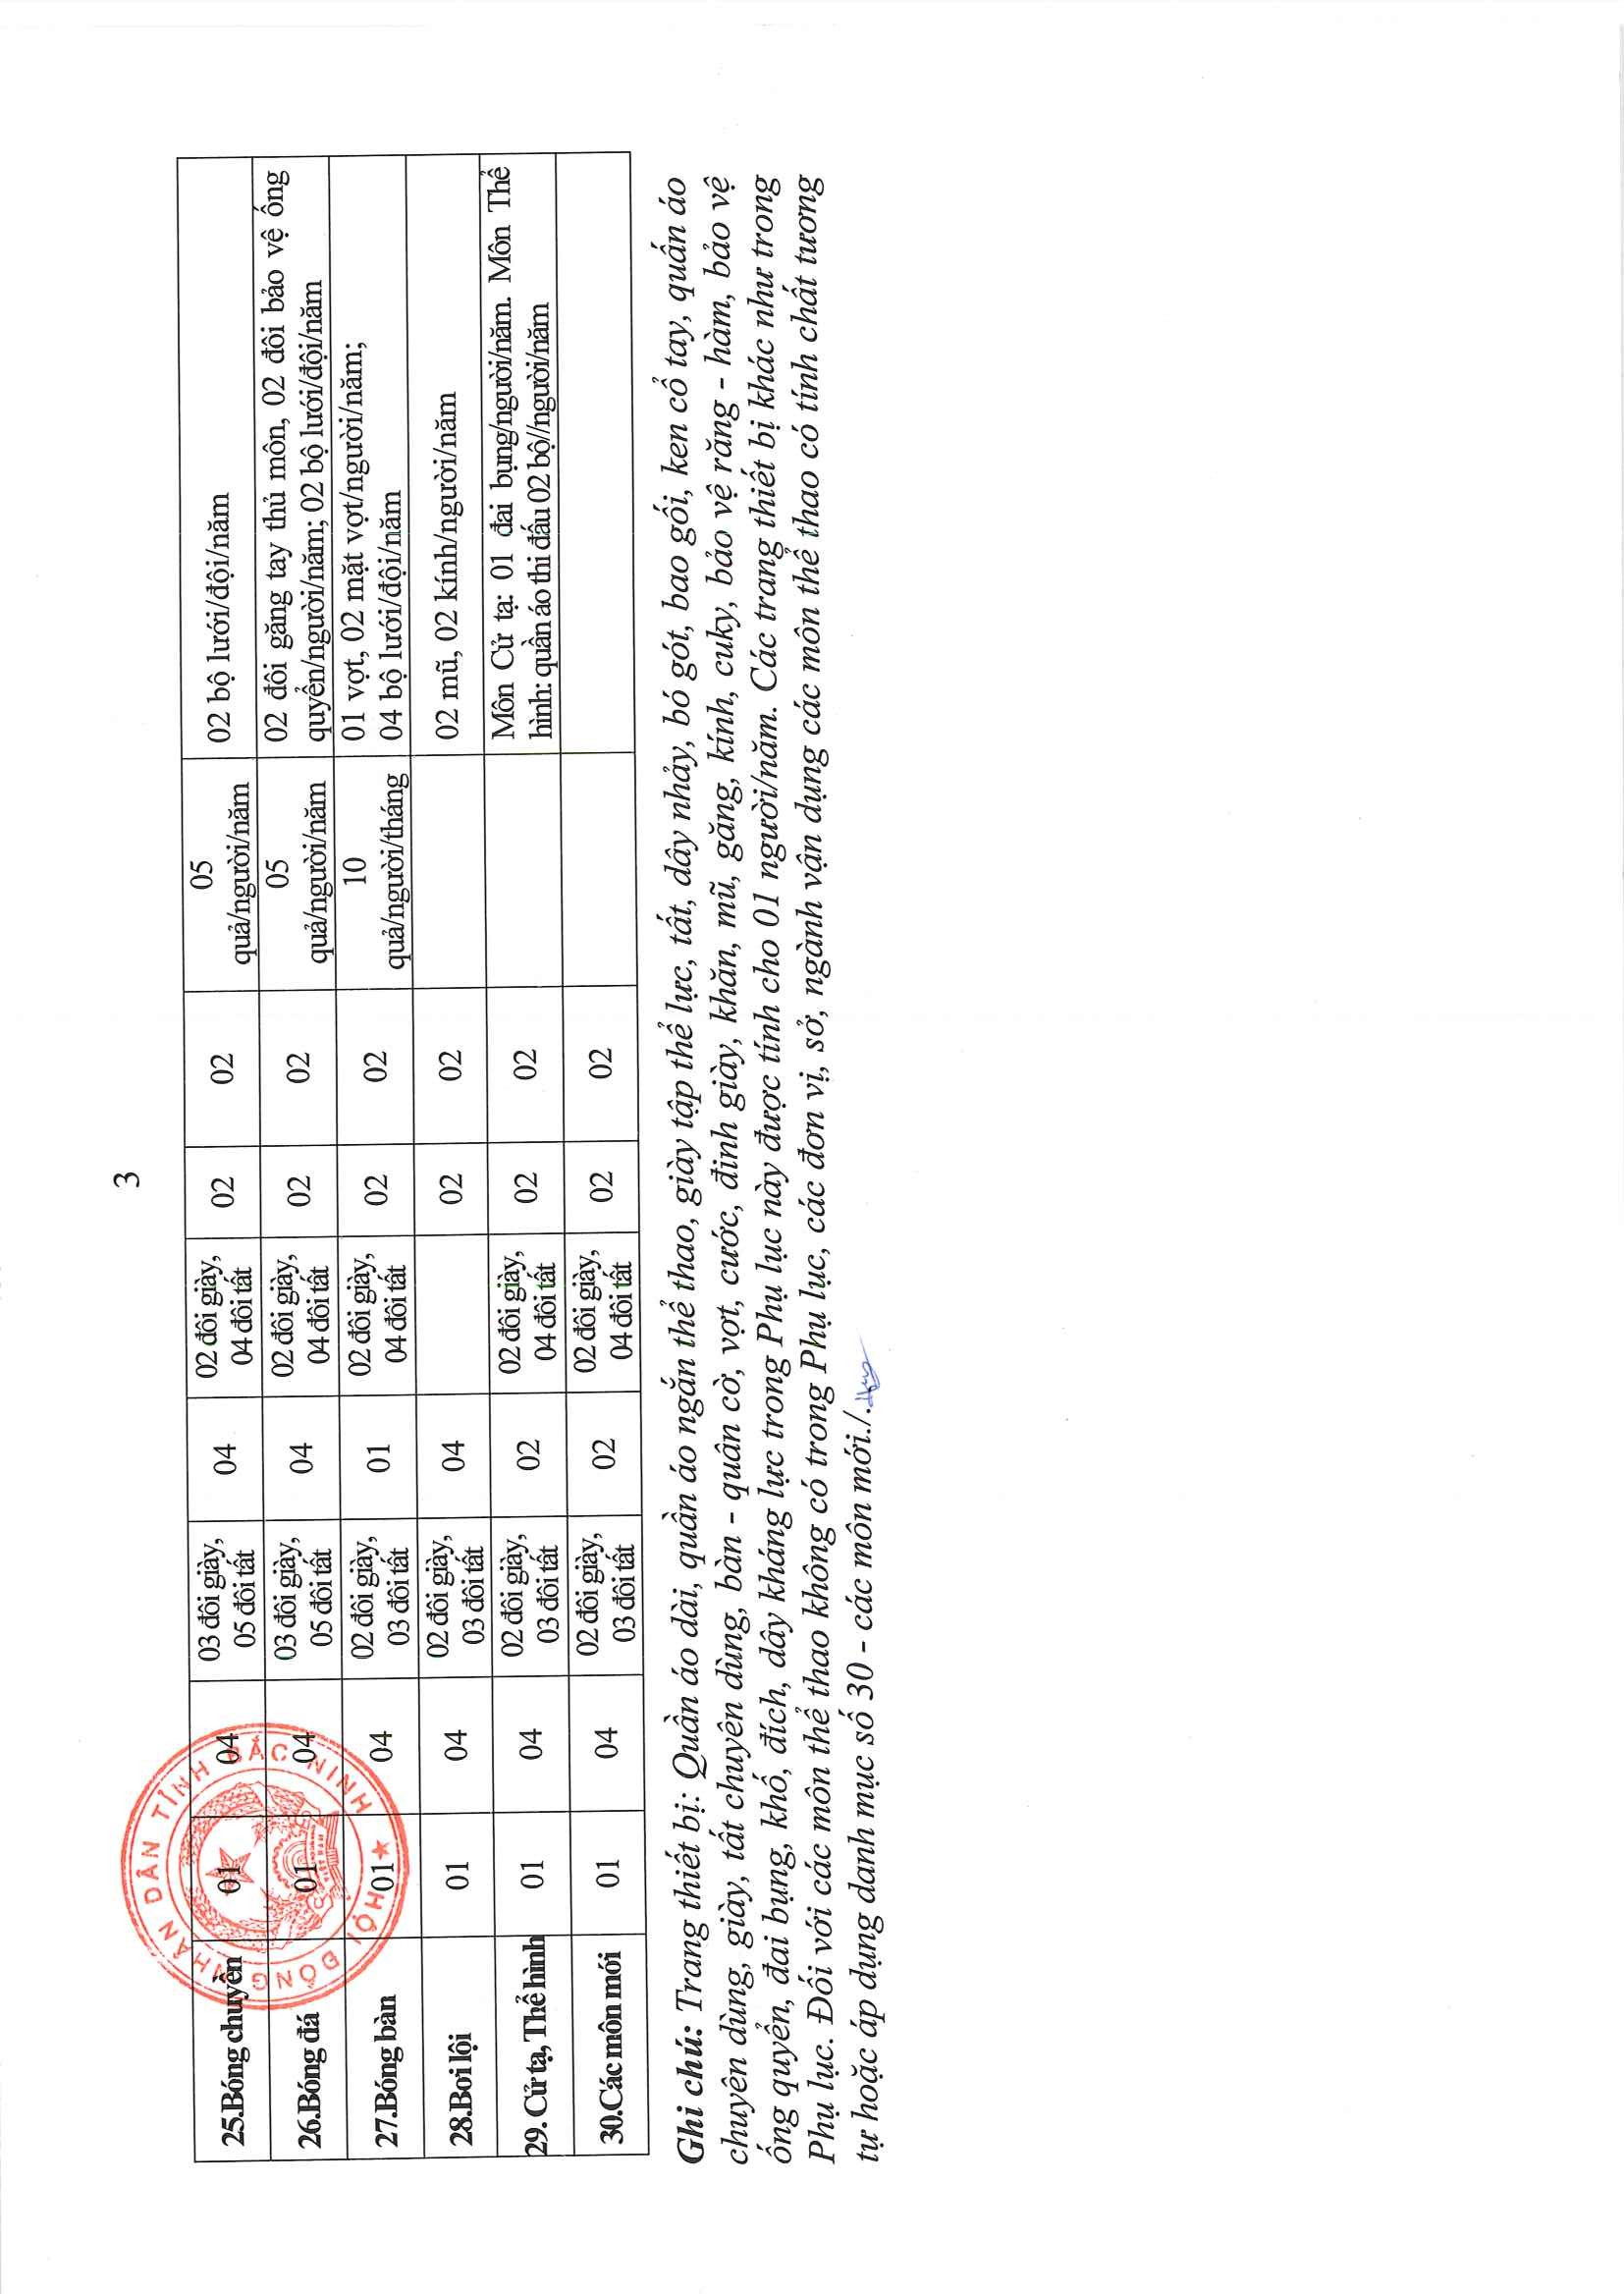 3
25.Bóng chuyền 01 04 03 đôi giày, 05 đôi tất 04 02 đôi giày, 04 đôi tất 02 02 05 quả/người/năm 02 bộ lưới/đội/năm
26.Bóng đá 01 04 03 đôi giày, 05 đôi tất 04 02 đôi giày, 04 đôi tất 02 02 05 quả/người/năm 02 đôi găng tay thủ môn, 02 đôi bảo vệ ống quyển/người/năm; 02 bộ lưới/đội/năm
27.Bóng bàn 01 04 02 đôi giày, 03 đôi tất 01 02 đôi giày, 04 đôi tất 02 02 10 quả/người/tháng 01 vợt, 02 mặt vợt/người/năm; 04 bộ lưới/đội/năm
28.Bơi lội 01 04 02 đôi giày, 03 đôi tất 04 02 02 02 mũ, 02 kính/người/năm
29. Cử tạ, Thể hình 01 04 02 đôi giày, 03 đôi tất 02 02 đôi giày, 04 đôi tất 02 02 Môn Cử tạ: 01 đai bụng/người/năm. Môn Thể hình: quần áo thi đấu 02 bộ//người/năm
30.Các môn mới 01 04 02 đôi giày, 03 đôi tất 02 02 đôi giày, 04 đôi tất 02 02
HỘI ĐỒNG NHÂN DÂN TỈNH BẮC NINH
Ghi chú: Trang thiết bị: Quần áo dài, quần áo ngắn thể thao, giày tập thể lực, tất, dây nhảy, bó gót, bao gối, ken cổ tay, quấn áo
chuyên dùng, giày, tất chuyên dùng, bàn - quân cờ, vợt, cước, đinh giày, khăn, mũ, găng, kính, cuky, bảo vệ răng - hàm, bảo vệ
ống quyển, đai bụng, khố, đích, dây kháng lực trong Phụ lục này được tính cho 01 người/năm. Các trang thiết bị khác như trong
Phụ lục. Đối với các môn thể thao không có trong Phụ lục, các đơn vị, sở, ngành vận dụng các môn thể thao có tính chất tương
tự hoặc áp dụng danh mục số 30 - các môn mới./.